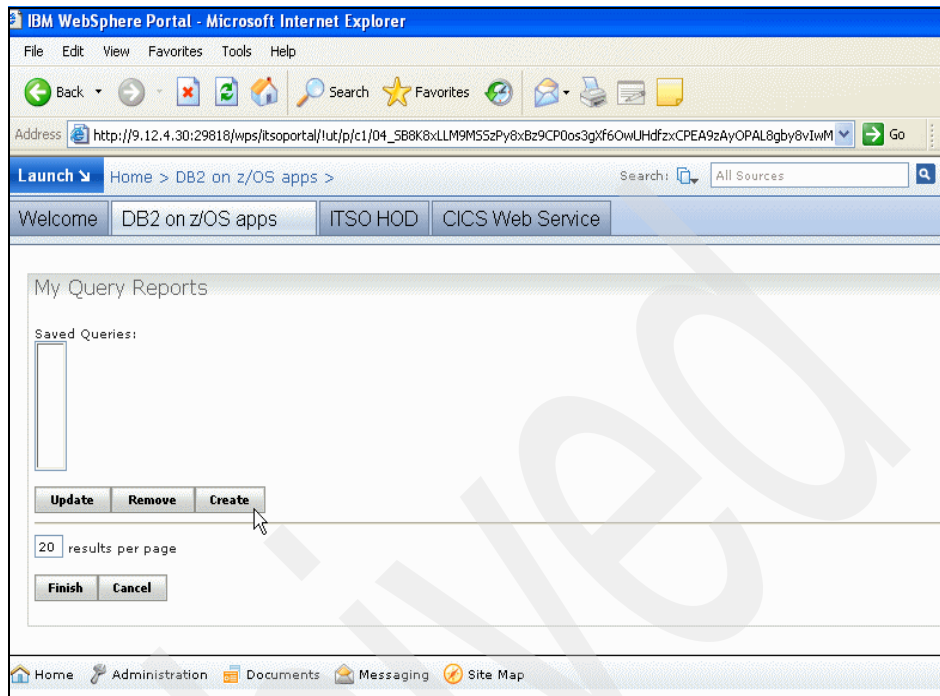 IBM WebSphere Portal - Microsoft Internet Explorer
File Edit View Favorites Tools Help
Back Search Favorites
Address http://9.12.4.30:29818/wps/itsoportal/!ut/p/c1/04_SB8K8xLLM9MSSzPy8xBz9CP0os3gXf6OwUHdfzxCPEA9zAyOPAL8gby8vIwM Go
Launch Home > DB2 on z/OS apps > Search: All Sources
Welcome DB2 on z/OS apps ITSO HOD CICS Web Service
My Query Reports
Saved Queries:
Update Remove Create
20 results per page
Finish Cancel
Home Administration Documents Messaging Site Map